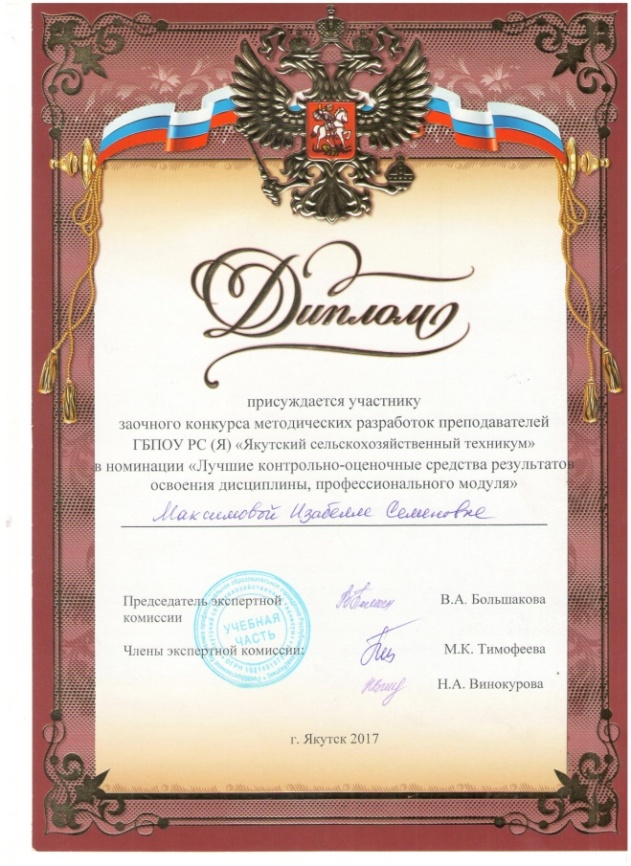 Диплом
присуждается участнику
заочного конкурса методических разработок преподавателей
ГБПОУ РС (Я) «Якутский сельскохозяйственный техникум»
в номинации «Лучшие контрольно-оценочные средства результатов
освоения дисциплины, профессионального модуля»
Максимовой Изабелле Семеновне
Председатель экспертной В.А. Большакова
комиссии
УЧЕБНАЯ
ЧАСТЬ
Члены экспертной комиссии: М.К. Тимофеева
Н.А. Винокурова
г. Якутск 2017